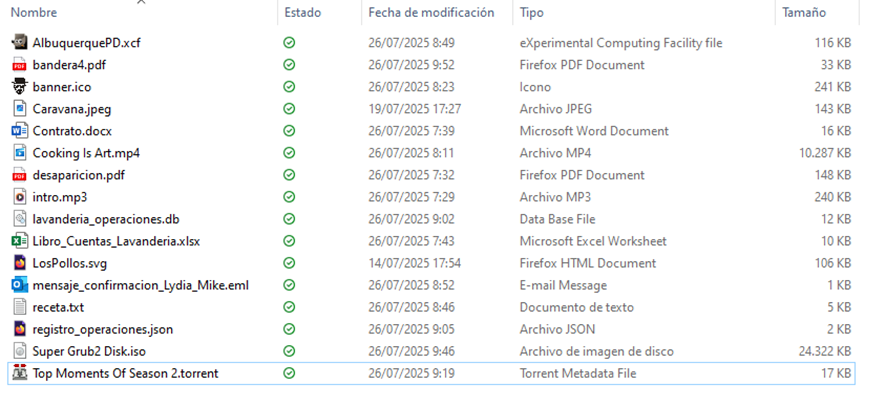 Nombre Estado Fecha de modificación Tipo Tamaño
AlbuquerquePD.xcf 26/07/2025 8:49 eXperimental Computing Facility file 116 KB
bandera4.pdf 26/07/2025 9:52 Firefox PDF Document 33 KB
banner.ico 26/07/2025 8:23 Icono 241 KB
Caravana.jpeg 19/07/2025 17:27 Archivo JPEG 143 KB
Contrato.docx 26/07/2025 7:39 Microsoft Word Document 16 KB
Cooking Is Art.mp4 26/07/2025 8:11 Archivo MP4 10.287 KB
desaparicion.pdf 26/07/2025 7:32 Firefox PDF Document 148 KB
intro.mp3 26/07/2025 7:29 Archivo MP3 240 KB
lavanderia_operaciones.db 26/07/2025 9:02 Data Base File 12 KB
Libro_Cuentas_Lavanderia.xlsx 26/07/2025 7:43 Microsoft Excel Worksheet 10 KB
LosPollos.svg 14/07/2025 17:54 Firefox HTML Document 106 KB
mensaje_confirmacion_Lydia_Mike.eml 26/07/2025 8:52 E-mail Message 1 KB
receta.txt 26/07/2025 8:46 Documento de texto 5 KB
registro_operaciones.json 26/07/2025 9:05 Archivo JSON 2 KB
Super Grub2 Disk.iso 26/07/2025 9:46 Archivo de imagen de disco 24.322 KB
Top Moments Of Season 2.torrent 26/07/2025 9:19 Torrent Metadata File 17 KB